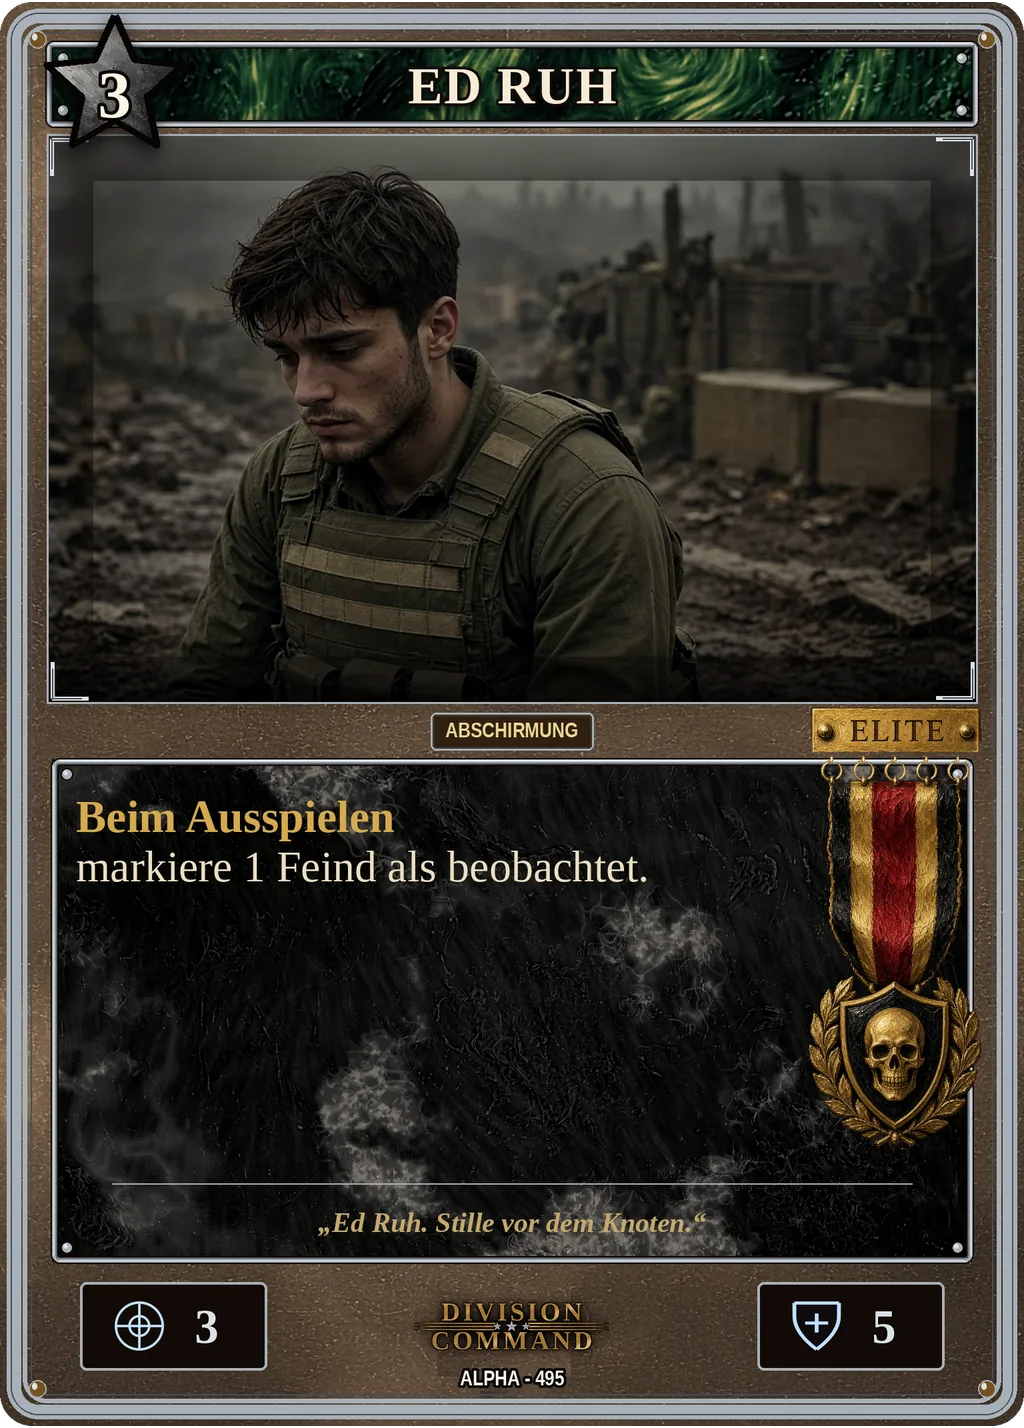 3
ED RUH
ABSCHIRMUNG
ELITE
Beim Ausspielen
markiere 1 Feind als beobachtet.
„Ed Ruh. Stille vor dem Knoten.“
3
DIVISION
COMMAND
5
ALPHA - 495